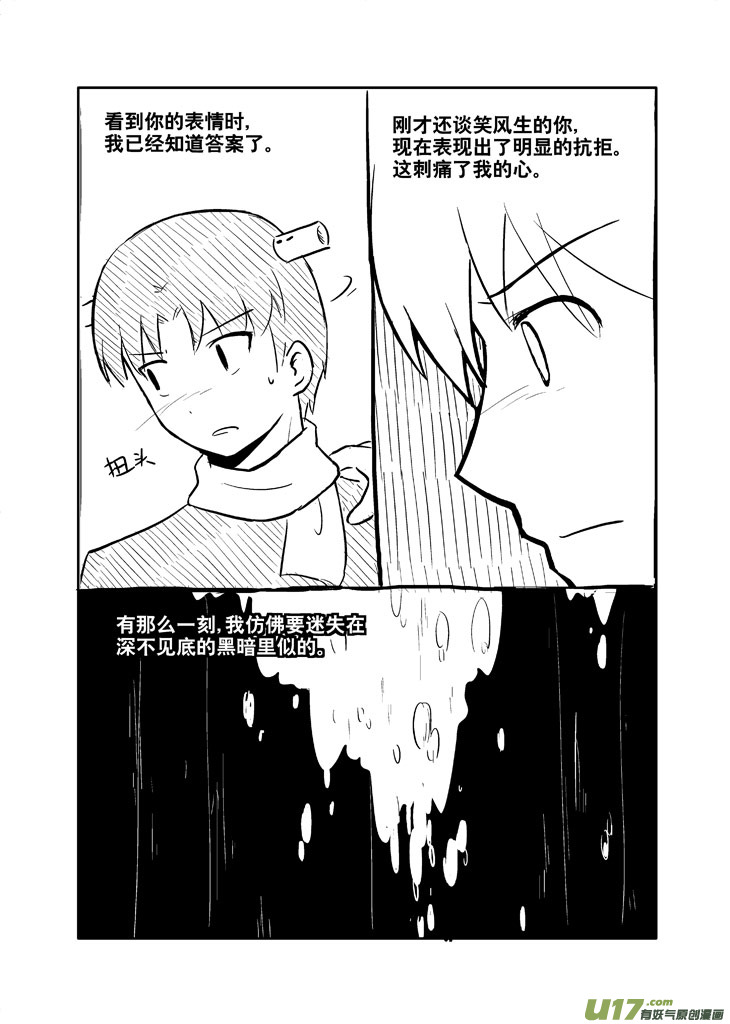 看到你的表情时,
我已经知道答案了。
刚才还谈笑风生的你,
现在表现出了明显的抗拒。
这刺痛了我的心。
扭头
有那么一刻,我仿佛要迷失在
深不见底的黑暗里似的。
U17.com
有妖气原创漫画